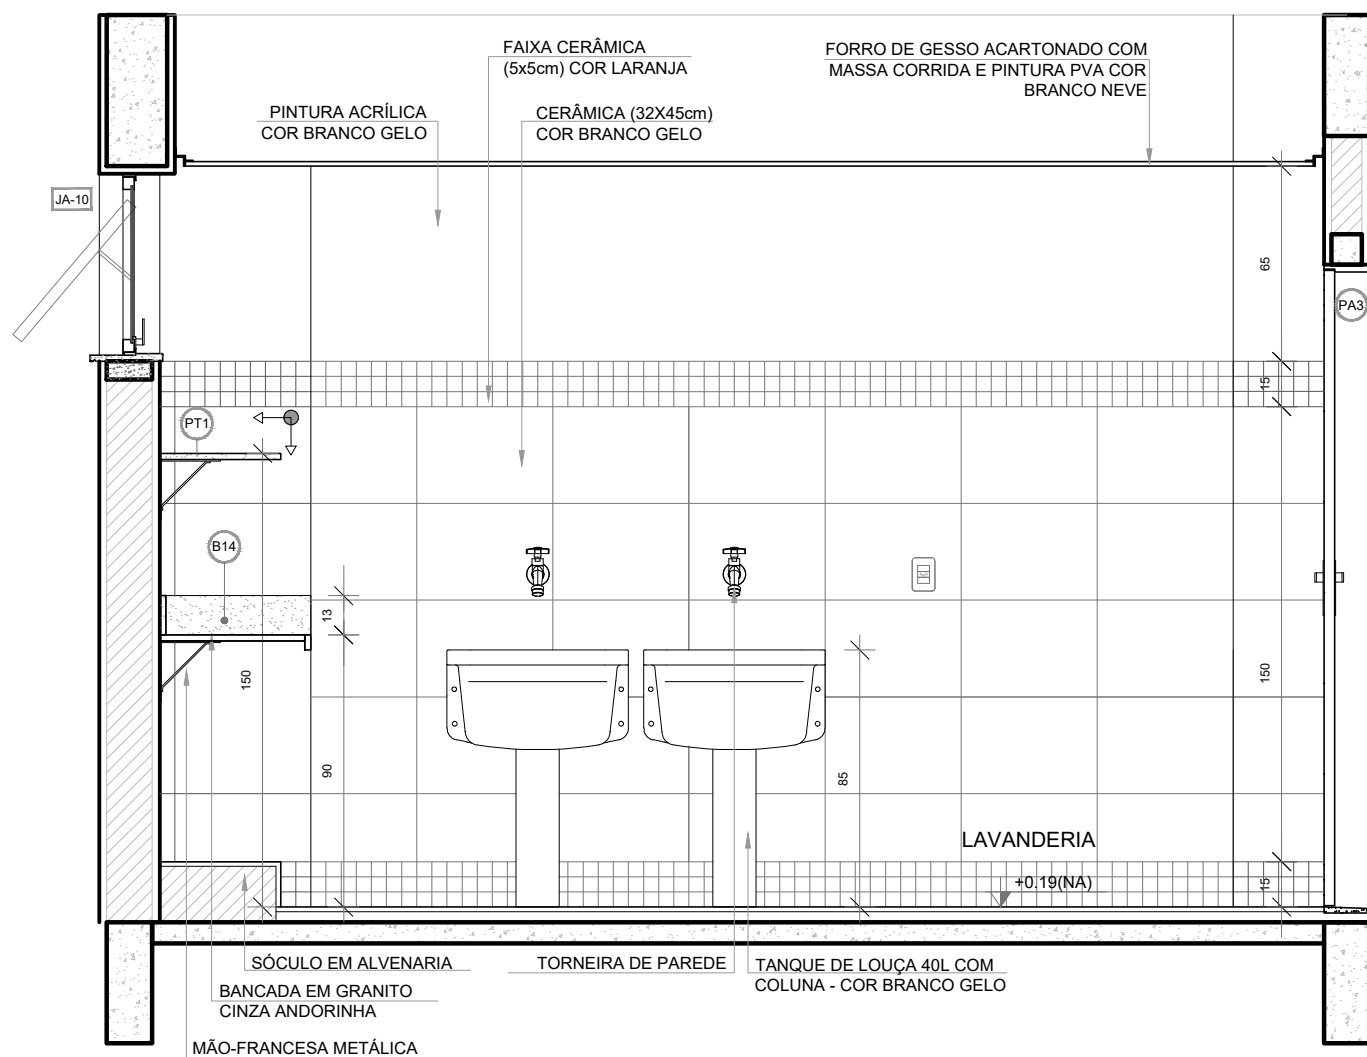 FAIXA CERÂMICA
(5x5cm) COR LARANJA
FORRO DE GESSO ACARTONADO COM
MASSA CORRIDA E PINTURA PVA COR
BRANCO NEVE
PINTURA ACRÍLICA
COR BRANCO GELO
CERÂMICA (32X45cm)
COR BRANCO GELO
JA-10
65
PA3
15
PT1
B14
13
150
150
90
85
LAVANDERIA
+0.19(NA)
15
SÓCULO EM ALVENARIA
TORNEIRA DE PAREDE
TANQUE DE LOUÇA 40L COM
COLUNA - COR BRANCO GELO
BANCADA EM GRANITO
CINZA ANDORINHA
MÃO-FRANCESA METÁLICA